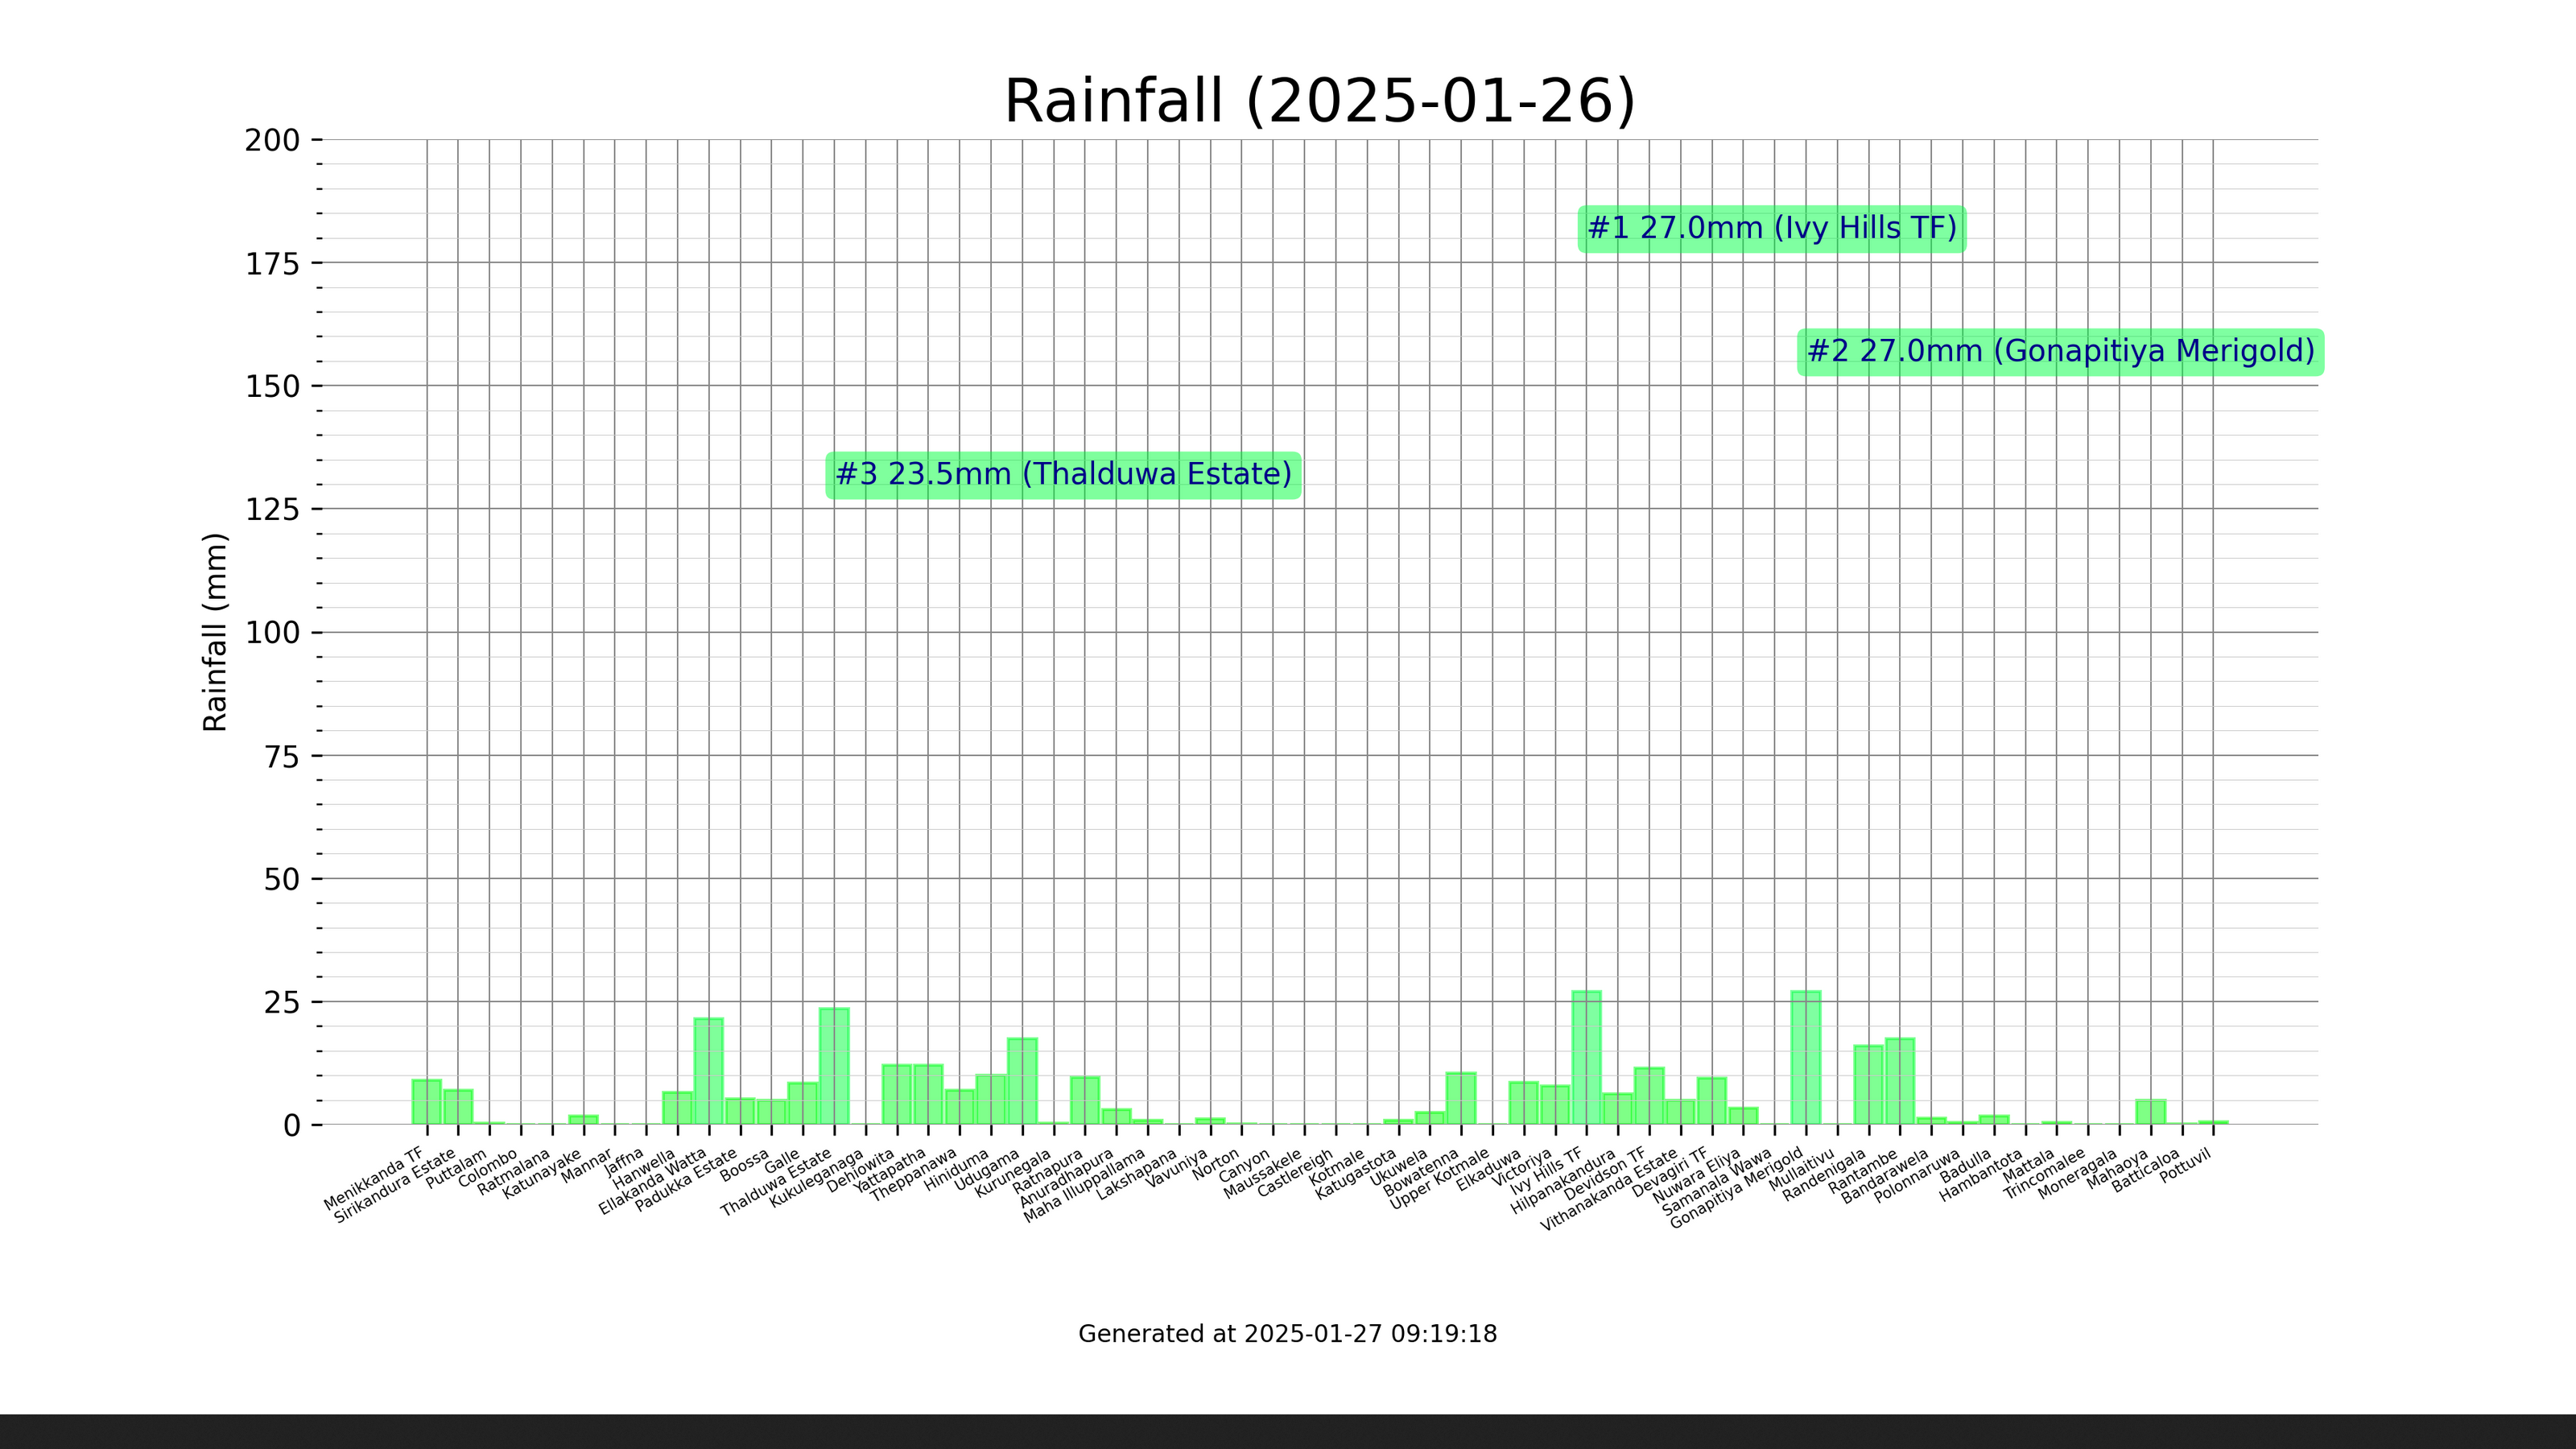 Rainfall (2025-01-26)
200
175
150
125
100
75
50
25
0
Rainfall (mm)
#1 27.0mm (Ivy Hills TF)
#2 27.0mm (Gonapitiya Merigold)
#3 23.5mm (Thalduwa Estate)
Menikkanda TF
Sirikandura Estate
Puttalam
Colombo
Ratmalana
Katunayake
Mannar
Jaffna
Hanwella
Ellakanda Watta
Padukka Estate
Boossa
Galle
Thalduwa Estate
Kukuleganaga
Dehiowita
Yattapatha
Theppanawa
Hiniduma
Udugama
Kurunegala
Ratnapura
Anuradhapura
Maha Illuppallama
Lakshapana
Vavuniya
Norton
Canyon
Maussakele
Castlereigh
Kotmale
Katugastota
Ukuwela
Bowatenna
Upper Kotmale
Elkaduwa
Victoriya
Ivy Hills TF
Hilpanakandura
Devidson TF
Vithanakanda Estate
Devagiri TF
Nuwara Eliya
Samanala Wawa
Gonapitiya Merigold
Mullaitivu
Randenigala
Rantambe
Bandarawela
Polonnaruwa
Badulla
Hambantota
Mattala
Trincomalee
Moneragala
Mahaoya
Batticaloa
Pottuvil
Generated at 2025-01-27 09:19:18